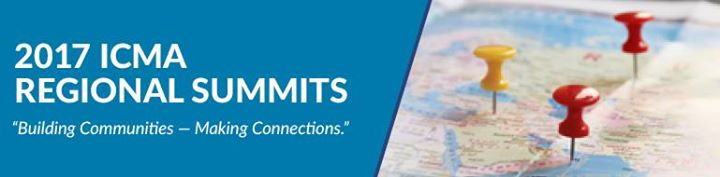 2017 ICMA
REGIONAL SUMMITS
“Building Communities — Making Connections.”